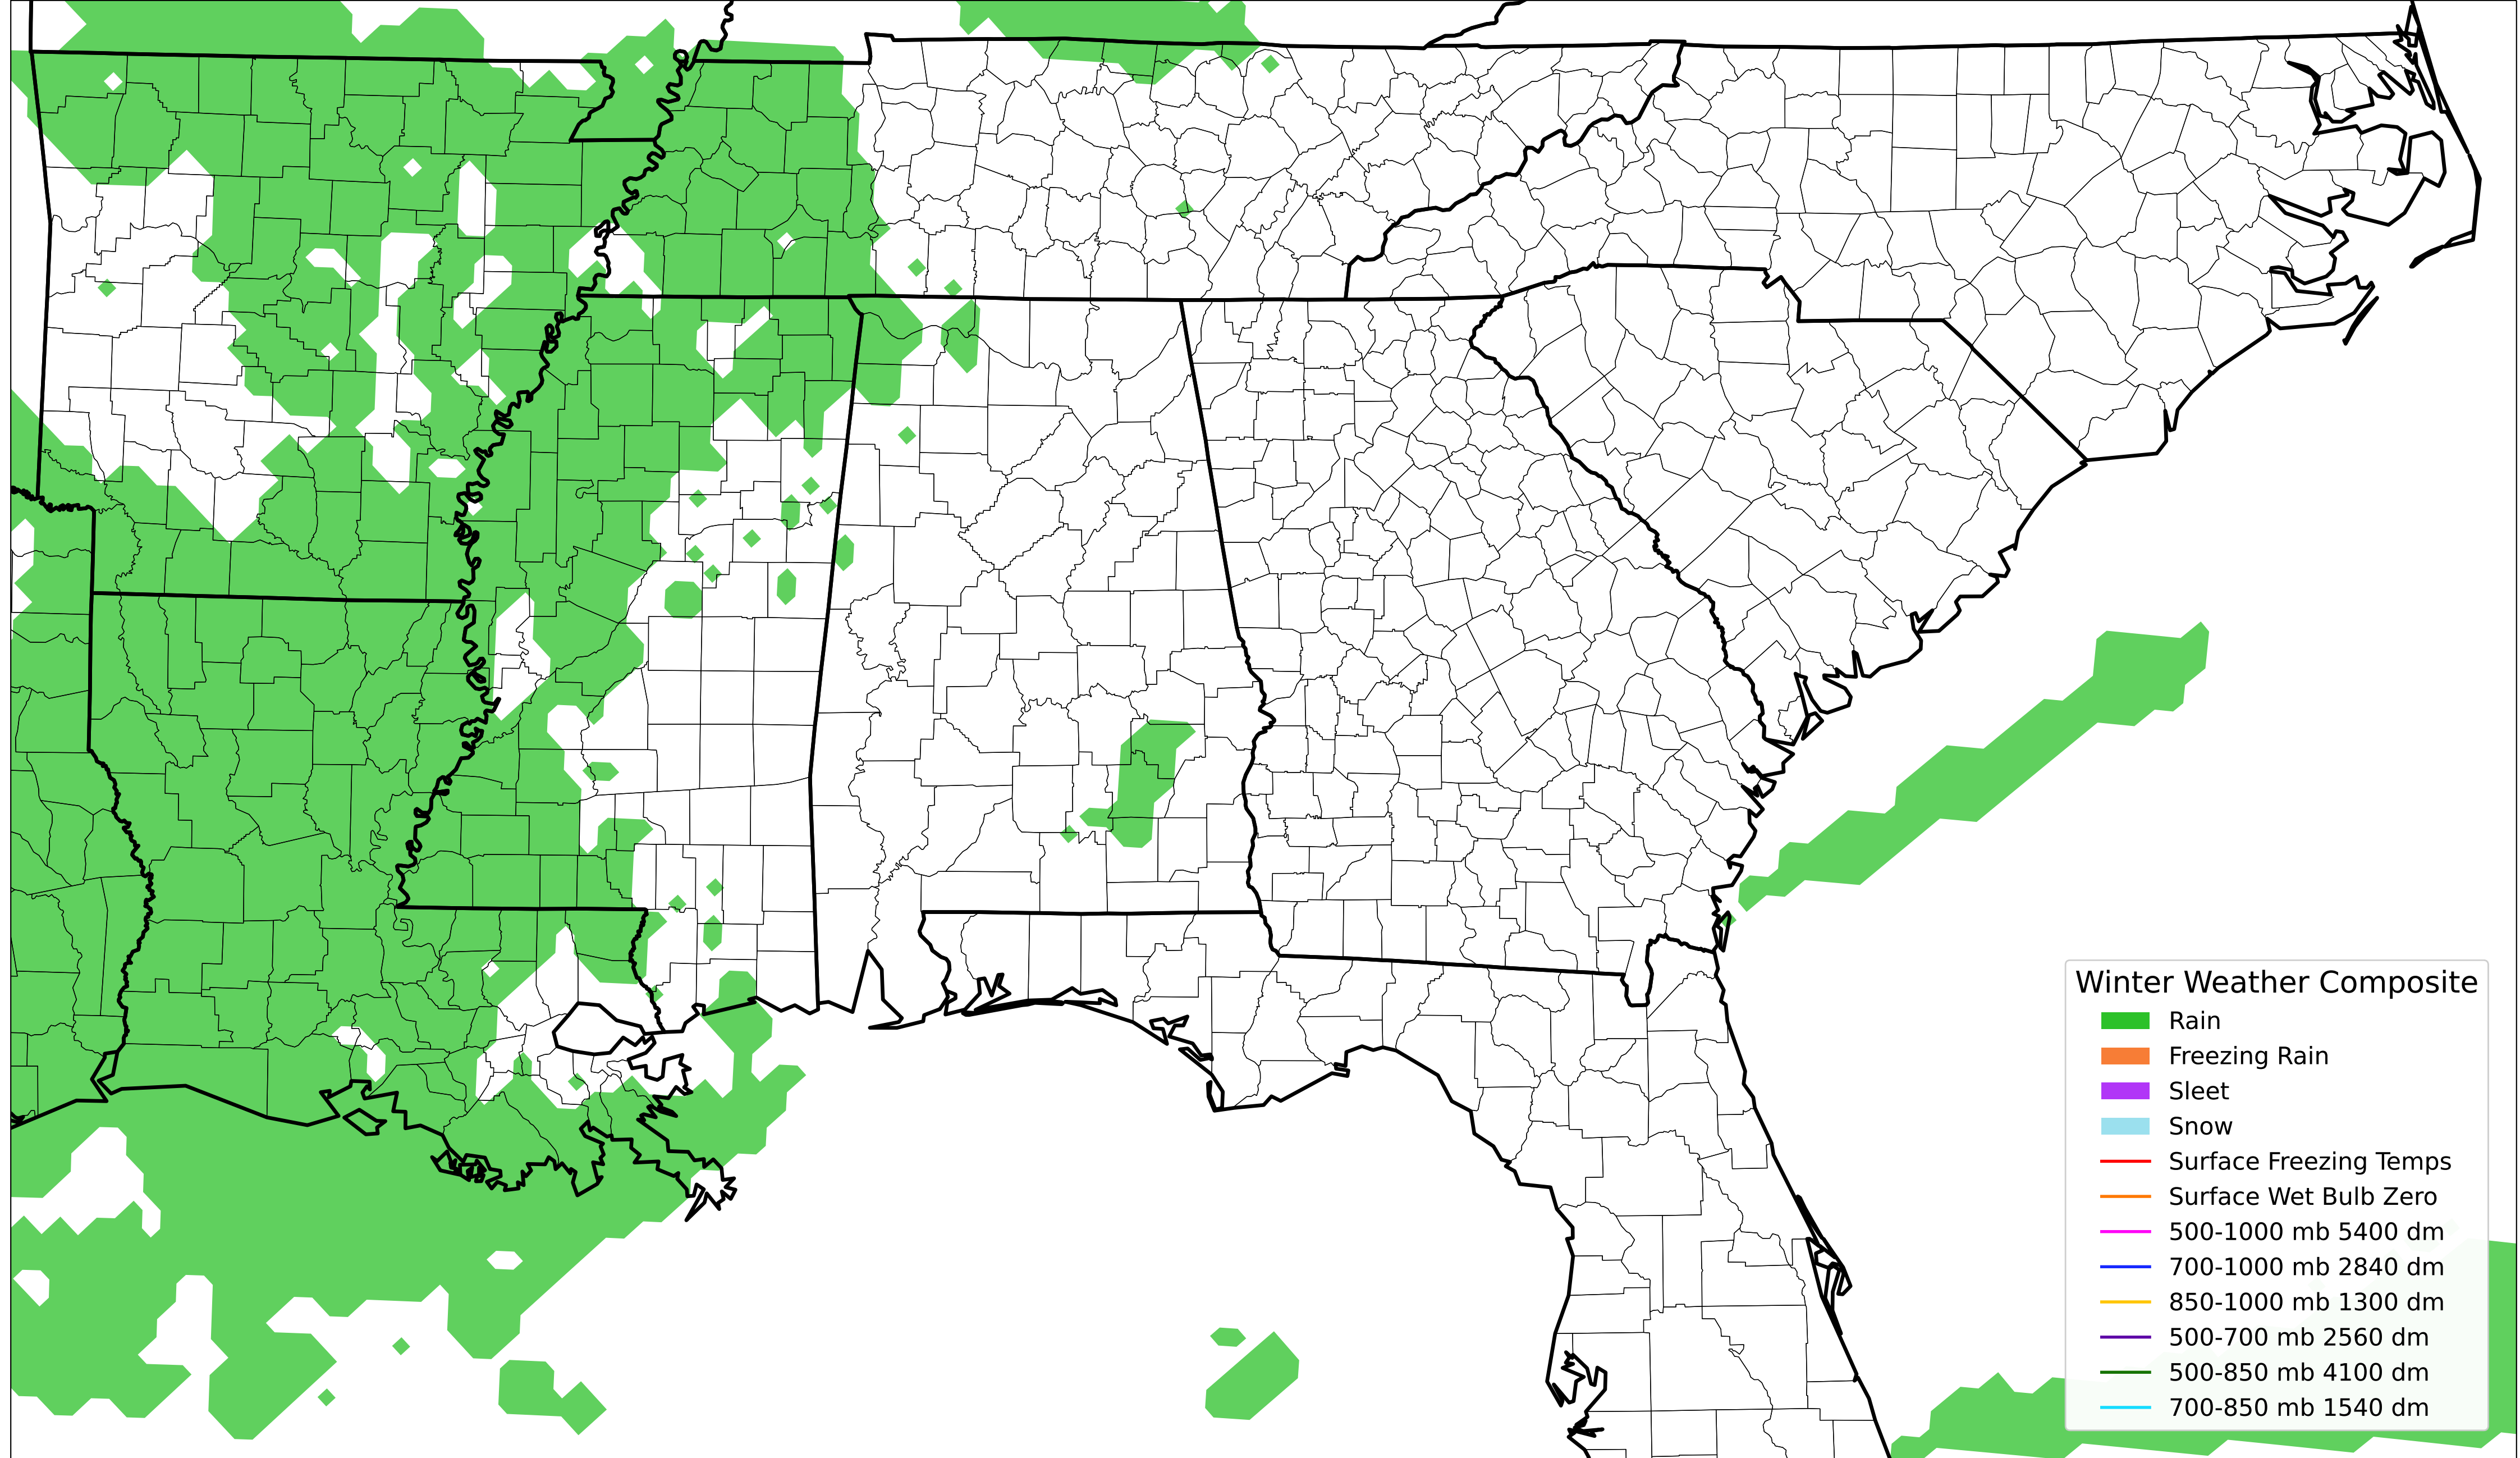 Winter Weather Composite
Rain
Freezing Rain
Sleet
Snow
Surface Freezing Temps
Surface Wet Bulb Zero
500-1000 mb 5400 dm
700-1000 mb 2840 dm
850-1000 mb 1300 dm
500-700 mb 2560 dm
500-850 mb 4100 dm
700-850 mb 1540 dm